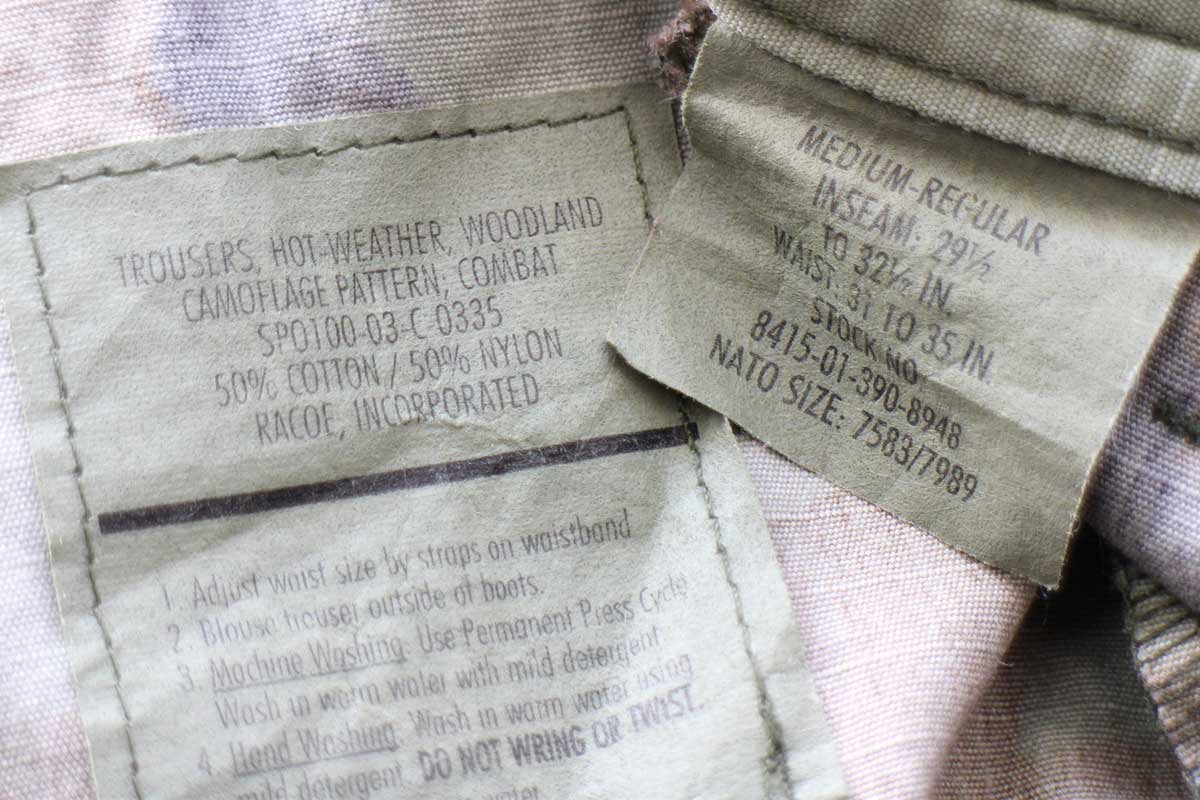 TROUSERS, HOT-WEATHER, WOODLAND
CAMOFLAGE PATTERN; COMBAT
SPO100-03-C-0335
50% COTTON / 50% NYLON
RACOE, INCORPORATED
1. Adjust waist size by straps on waistband
2. Blouse trouser outside of boots.
3. Machine Washing. Use Permanent Press Cycle
Wash in warm water with mild detergent
4. Hand Washing. Wash in warm water using
mild detergent. DO NOT WRING OR TWIST.
water.
MEDIUM-REGULAR
INSEAM: 29½
TO 32½ IN.
WAIST: 31 TO 35 IN.
STOCK NO.
8415-01-390-8948
NATO SIZE: 7583/7989